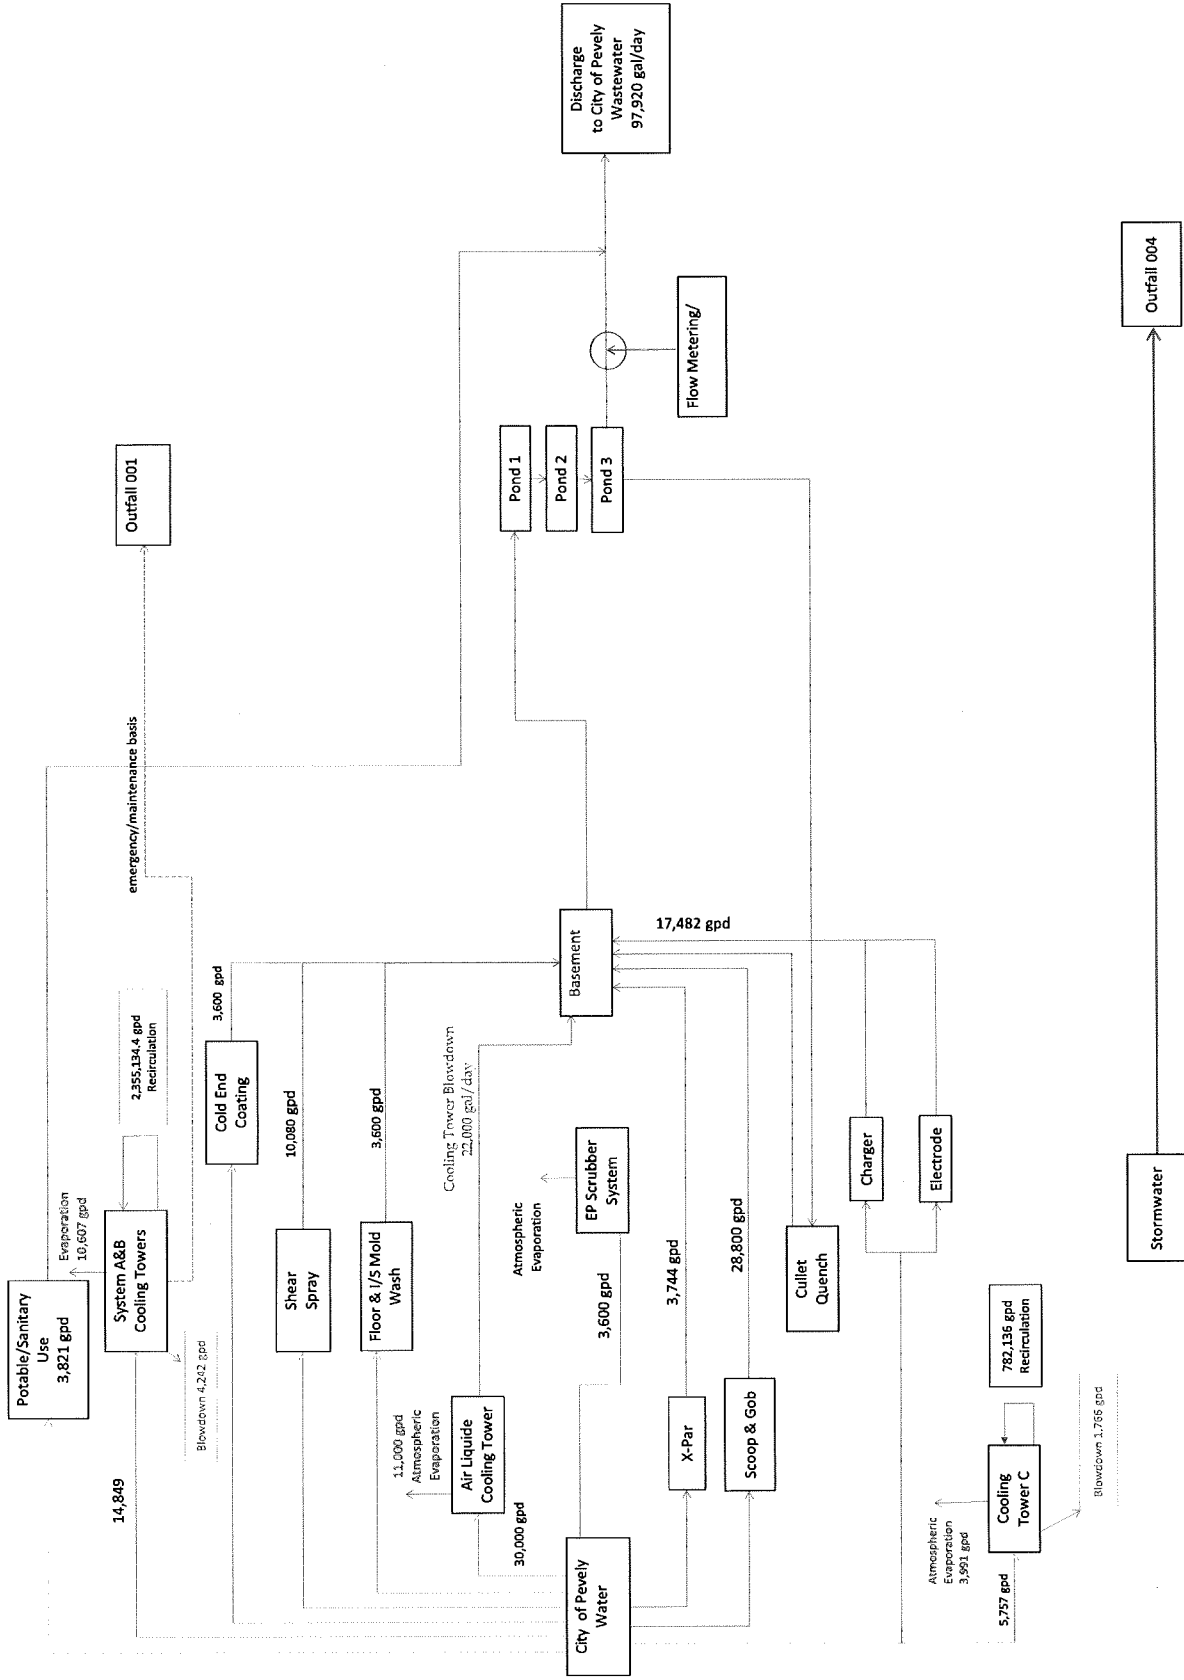 Potable/Sanitary
Use
3,821 gpd
Evaporation
10,607 gpd
System A&B
Cooling Towers
2,355,134.4 gpd
Recirculation
emergency/maintenance basis
Outfall 001
14,849
Blowdown 4,242 gpd
Cold End
Coating
3,600 gpd
Shear
Spray
10,080 gpd
Floor & I/S Mold
Wash
3,600 gpd
11,000 gpd
Atmospheric
Evaporation
Air Liquide
Cooling Tower
30,000 gpd
Cooling Tower Blowdown
22,000 gal/day
Atmospheric
Evaporation
EP Scrubber
System
3,600 gpd
City of Pevely
Water
X-Par
3,744 gpd
Scoop & Gob
28,800 gpd
Cullet
Quench
Charger
Electrode
17,482 gpd
Basement
Pond 1
Pond 2
Pond 3
Flow Metering/
Discharge
to City of Pevely
Wastewater
97,920 gal/day
Atmospheric
Evaporation
3,991 gpd
5,757 gpd
Cooling
Tower C
782,136 gpd
Recirculation
Blowdown 1,766 gpd
Stormwater
Outfall 004